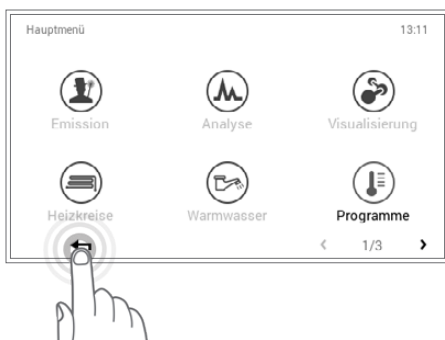 Hauptmenü 13:11
Emission Analyse Visualisierung
Heizkreise Warmwasser Programme
< 1/3 >